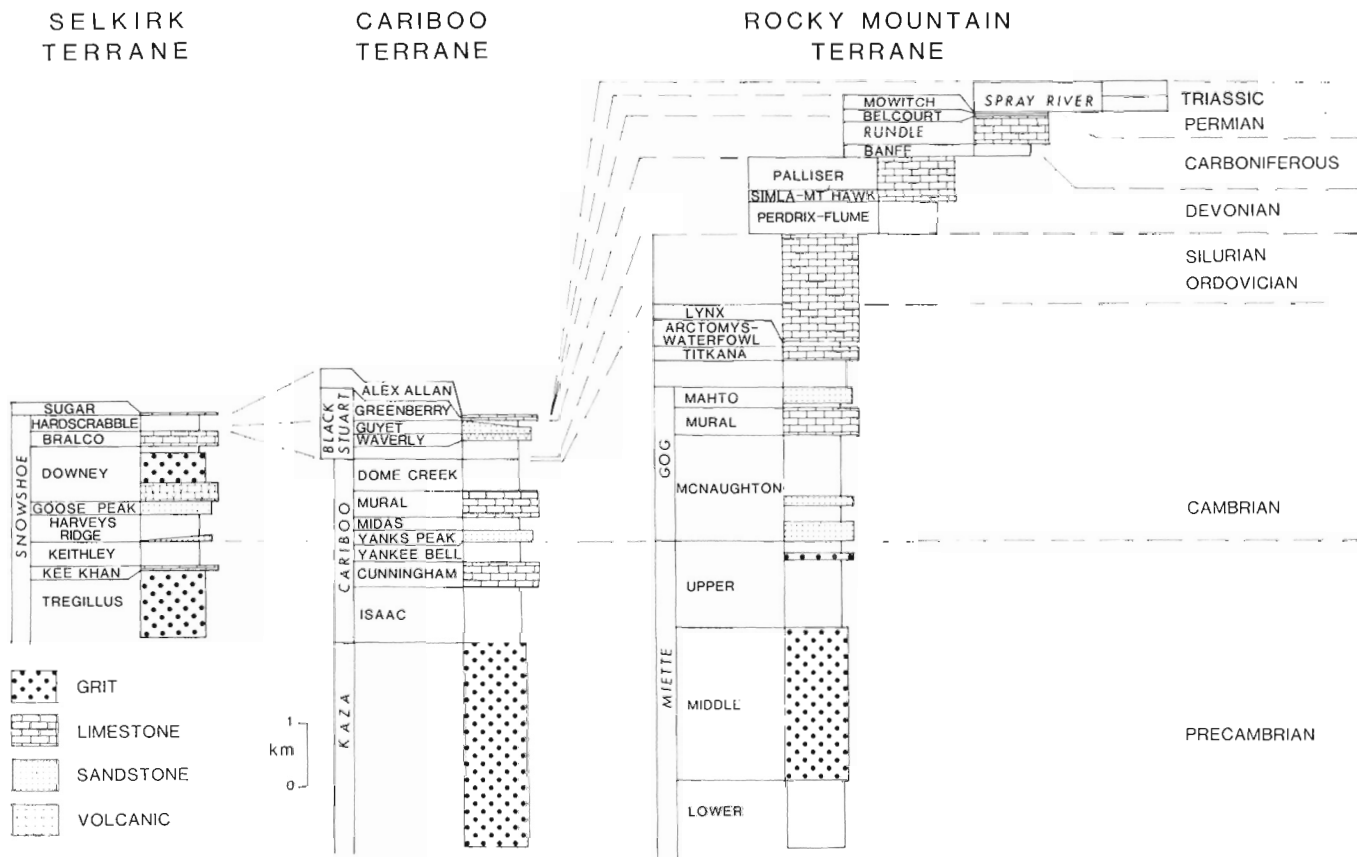 SELKIRK
TERRANE
CARIBOO
TERRANE
ROCKY MOUNTAIN
TERRANE
SNOWSHOE
SUGAR
HARDSCRABBLE
BRALCO
DOWNEY
GOOSE PEAK
HARVEYS
RIDGE
KEITHLEY
KEE KHAN
TREGILLUS
BLACK
STUART
CARIBOO
KAZA
ALEX ALLAN
GREENBERRY
GUYET
WAVERLY
DOME CREEK
MURAL
MIDAS
YANKS PEAK
YANKEE BELL
CUNNINGHAM
ISAAC
MOWITCH
BELCOURT
RUNDLE
BANFF
SPRAY RIVER
PALLISER
SIMLA-MT HAWK
PERDRIX-FLUME
LYNX
ARCTOMYS-
WATERFOWL
TITKANA
GOG
MAHTO
MURAL
MCNAUGHTON
MIETTE
UPPER
MIDDLE
LOWER
TRIASSIC
PERMIAN
CARBONIFEROUS
DEVONIAN
SILURIAN
ORDOVICIAN
CAMBRIAN
PRECAMBRIAN
GRIT
LIMESTONE
SANDSTONE
VOLCANIC
1
km
0